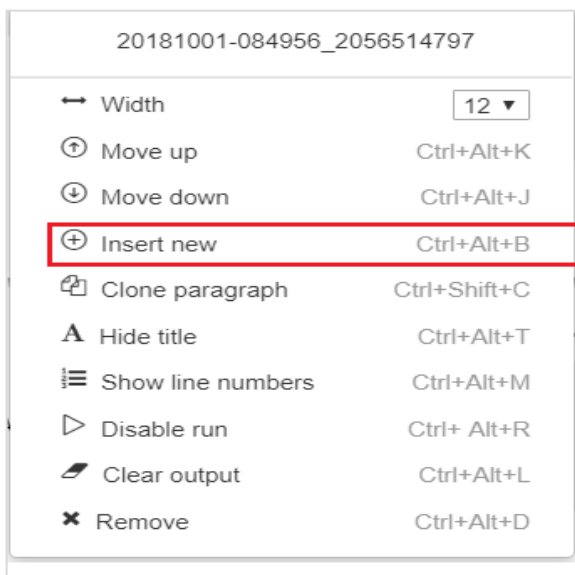 20181001-084956_2056514797
Width 12
Move up Ctrl+Alt+K
Move down Ctrl+Alt+J
Insert new Ctrl+Alt+B
Clone paragraph Ctrl+Shift+C
Hide title Ctrl+Alt+T
Show line numbers Ctrl+Alt+M
Disable run Ctrl+ Alt+R
Clear output Ctrl+Alt+L
Remove Ctrl+Alt+D